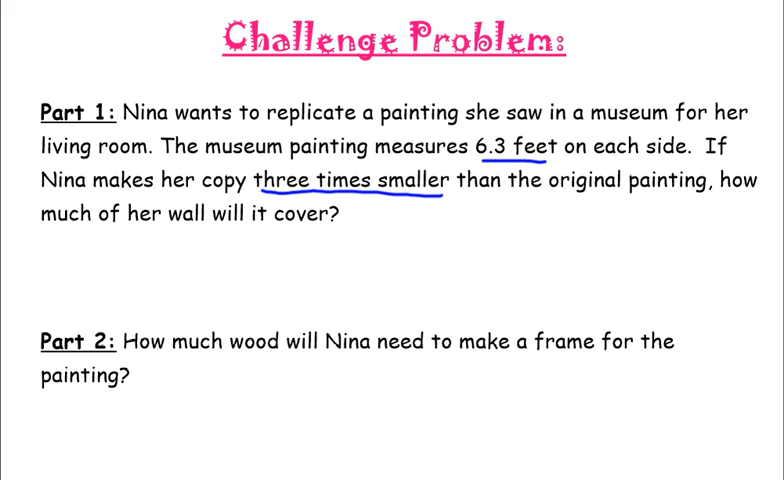 Challenge Problem:
Part 1: Nina wants to replicate a painting she saw in a museum for her
living room. The museum painting measures 6.3 feet on each side. If
Nina makes her copy three times smaller than the original painting, how
much of her wall will it cover?
Part 2: How much wood will Nina need to make a frame for the
painting?